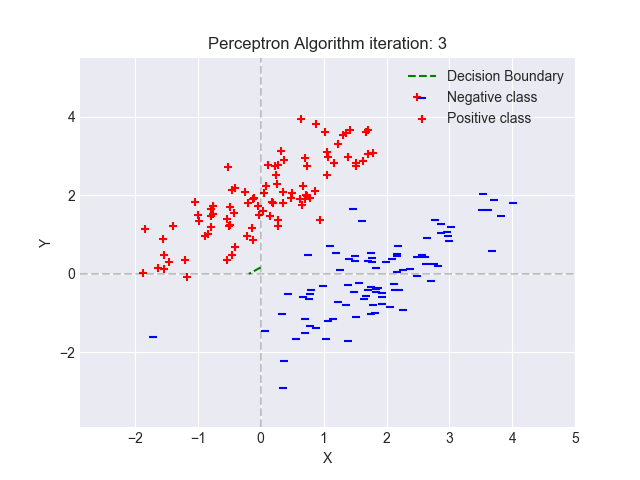 Perceptron Algorithm iteration: 3
Decision Boundary
Negative class
Positive class
Y
4
2
0
−2
−2 −1 0 1 2 3 4 5
X